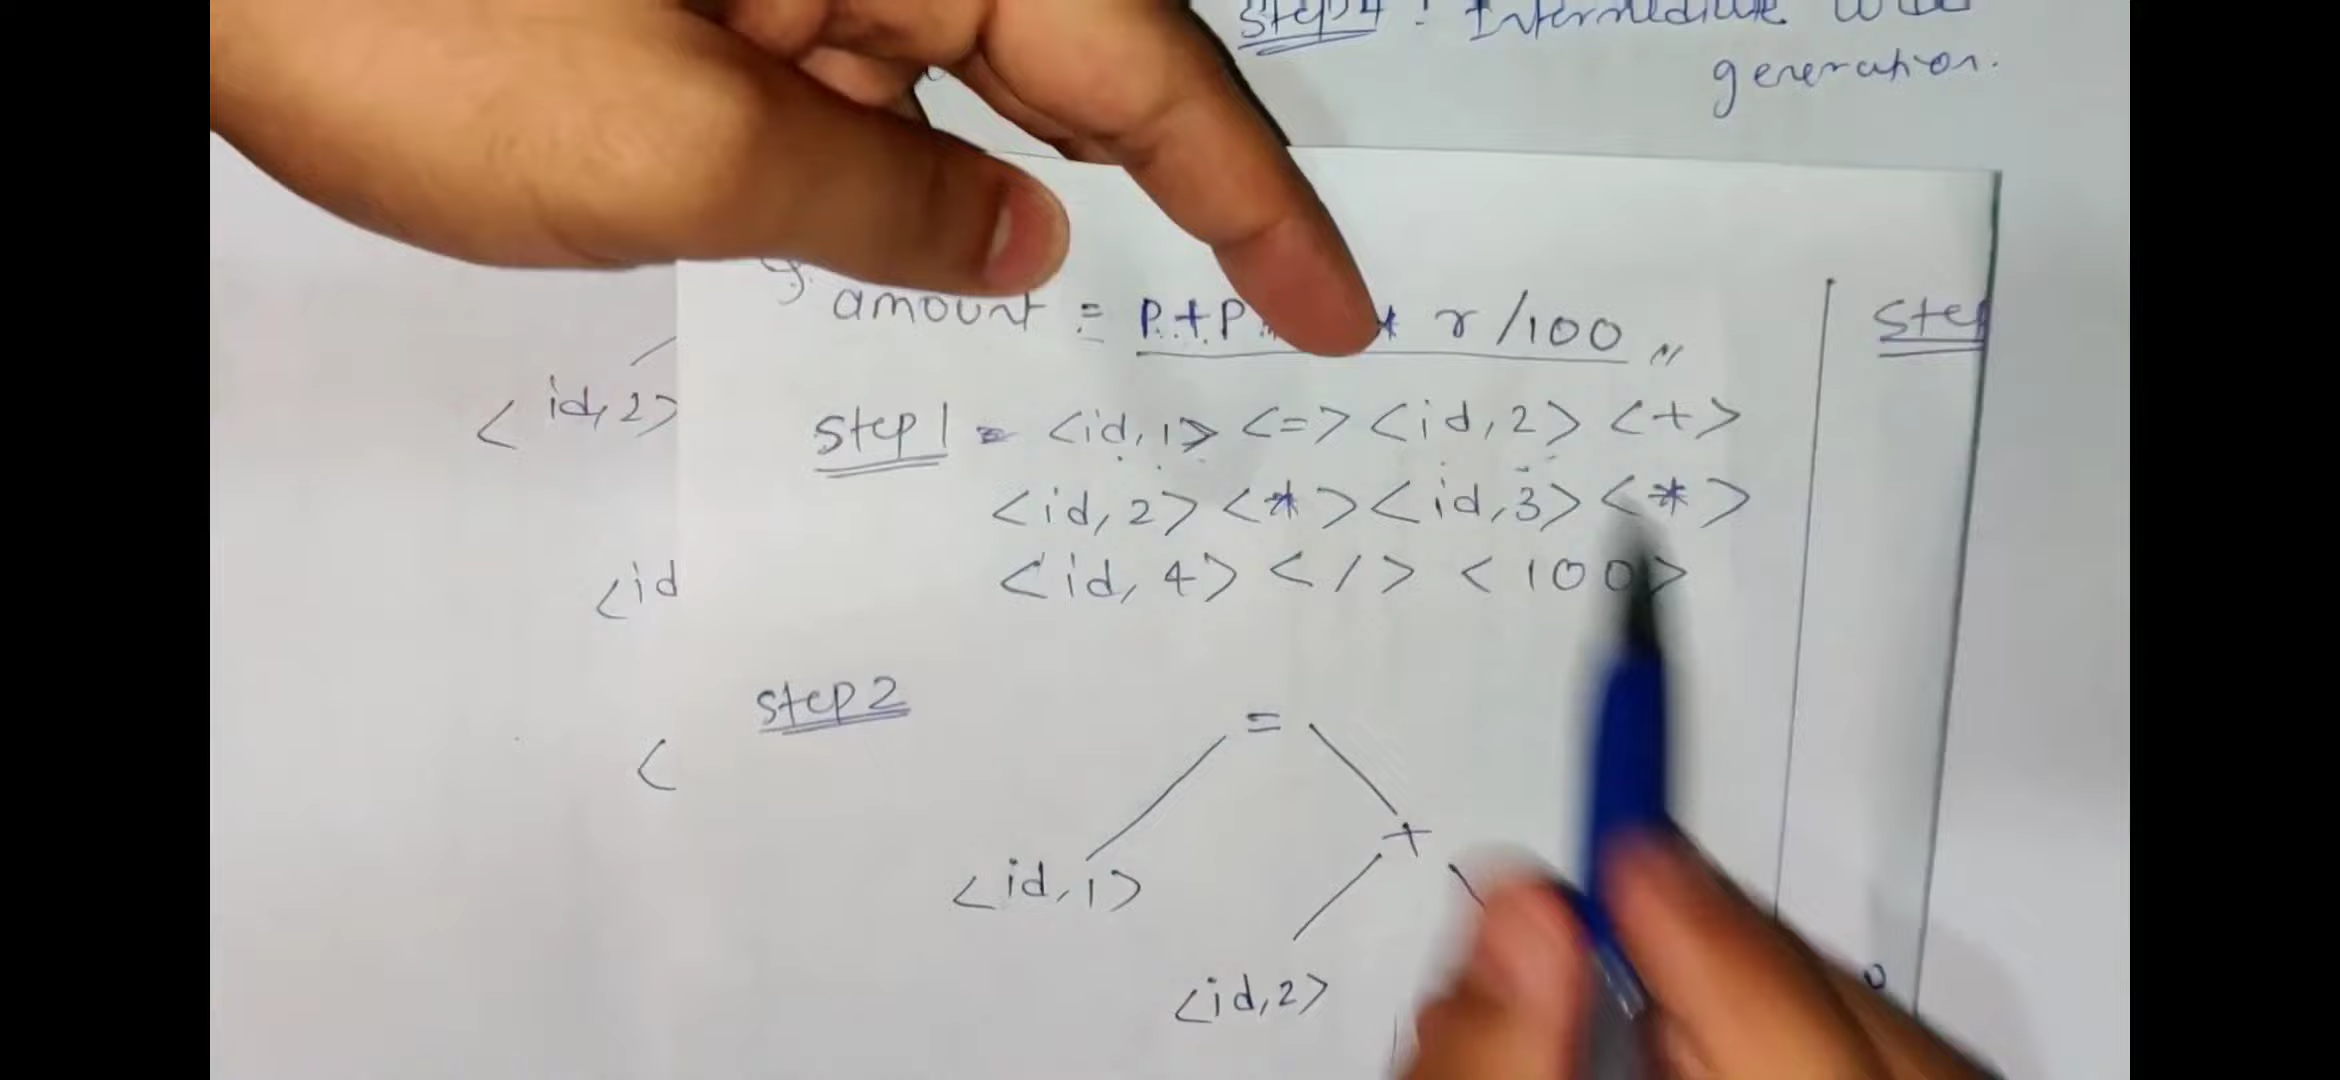 Step 4 : Intermediate
generation.
amount = P + P * r / 100 "
Step 1 = <id, 1> <=> <id, 2> <+>
<id, 2> <*> <id, 3> <*>
<id, 4> </> <100>
Step 2
=
+
<id, 1>
<id, 2>
<id, 2>
<id
<
Step